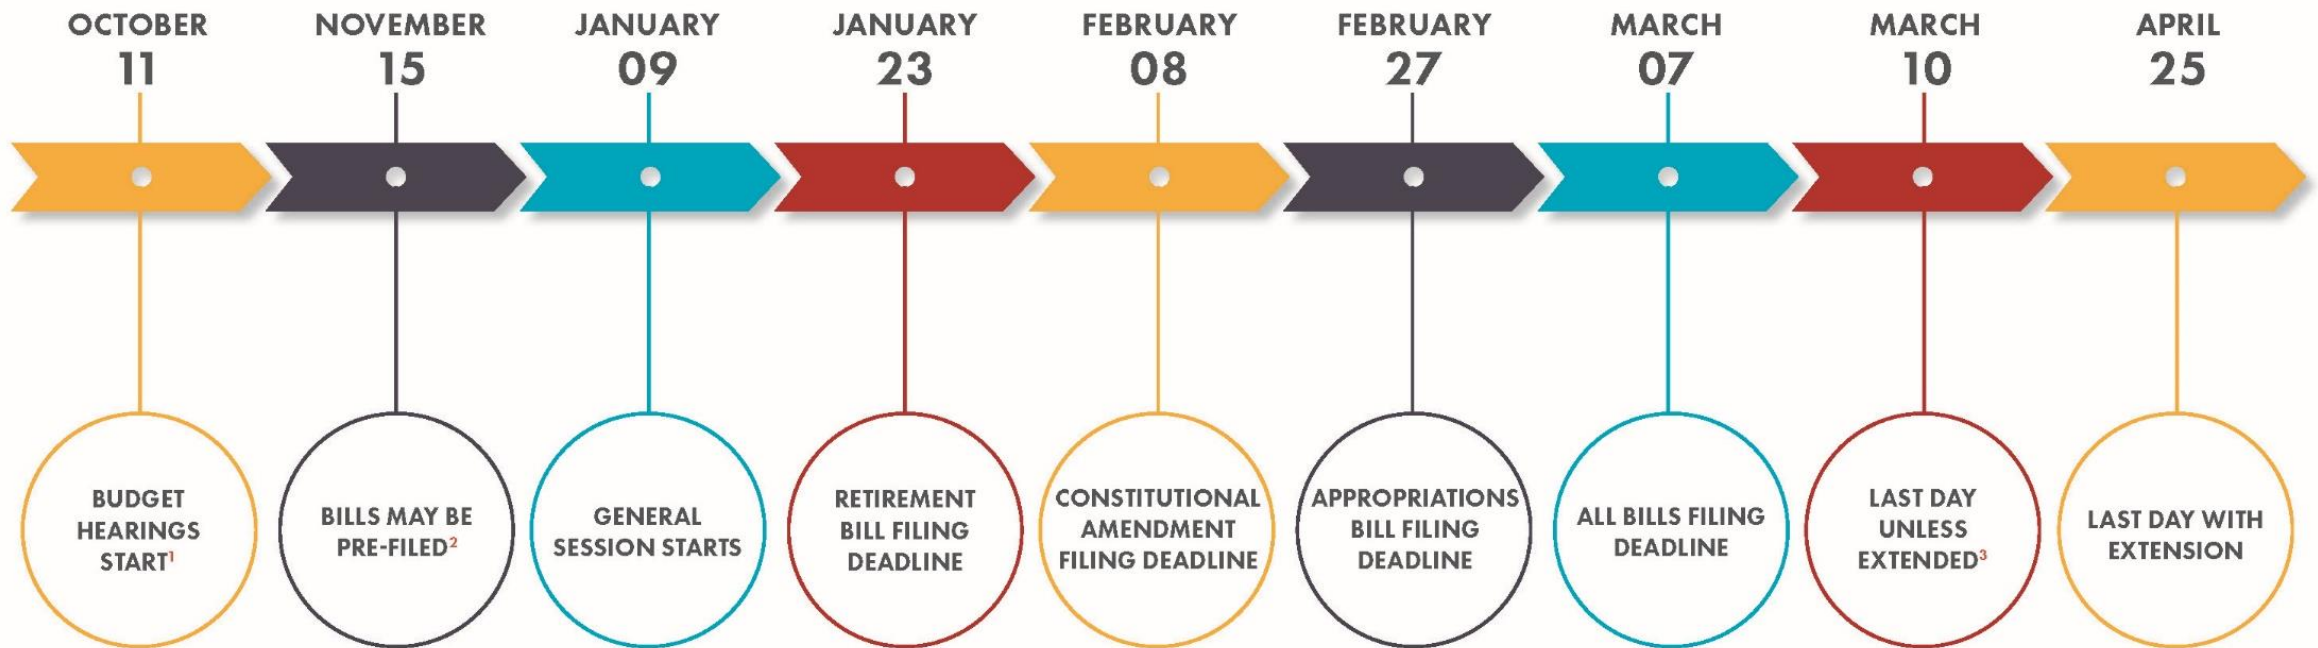 OCTOBER
11
NOVEMBER
15
JANUARY
09
JANUARY
23
FEBRUARY
08
FEBRUARY
27
MARCH
07
MARCH
10
APRIL
25
BUDGET
HEARINGS
START¹
BILLS MAY BE
PRE-FILED²
GENERAL
SESSION STARTS
RETIREMENT
BILL FILING
DEADLINE
CONSTITUTIONAL
AMENDMENT
FILING DEADLINE
APPROPRIATIONS
BILL FILING
DEADLINE
ALL BILLS FILING
DEADLINE
LAST DAY
UNLESS
EXTENDED³
LAST DAY WITH
EXTENSION